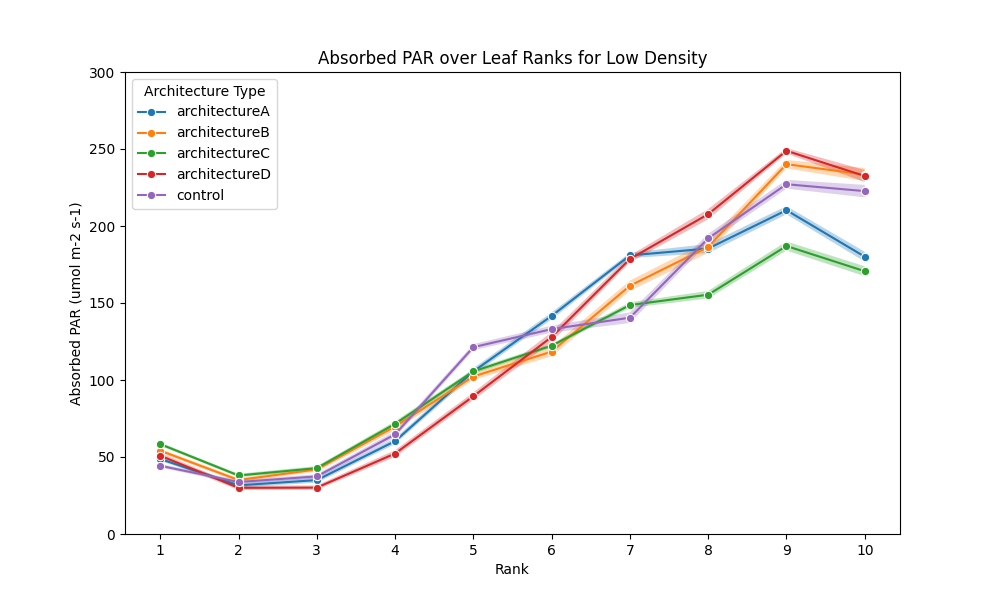 Absorbed PAR over Leaf Ranks for Low Density
Architecture Type
architectureA
architectureB
architectureC
architectureD
control
Absorbed PAR (umol m-2 s-1)
300
250
200
150
100
50
0
1 2 3 4 5 6 7 8 9 10
Rank